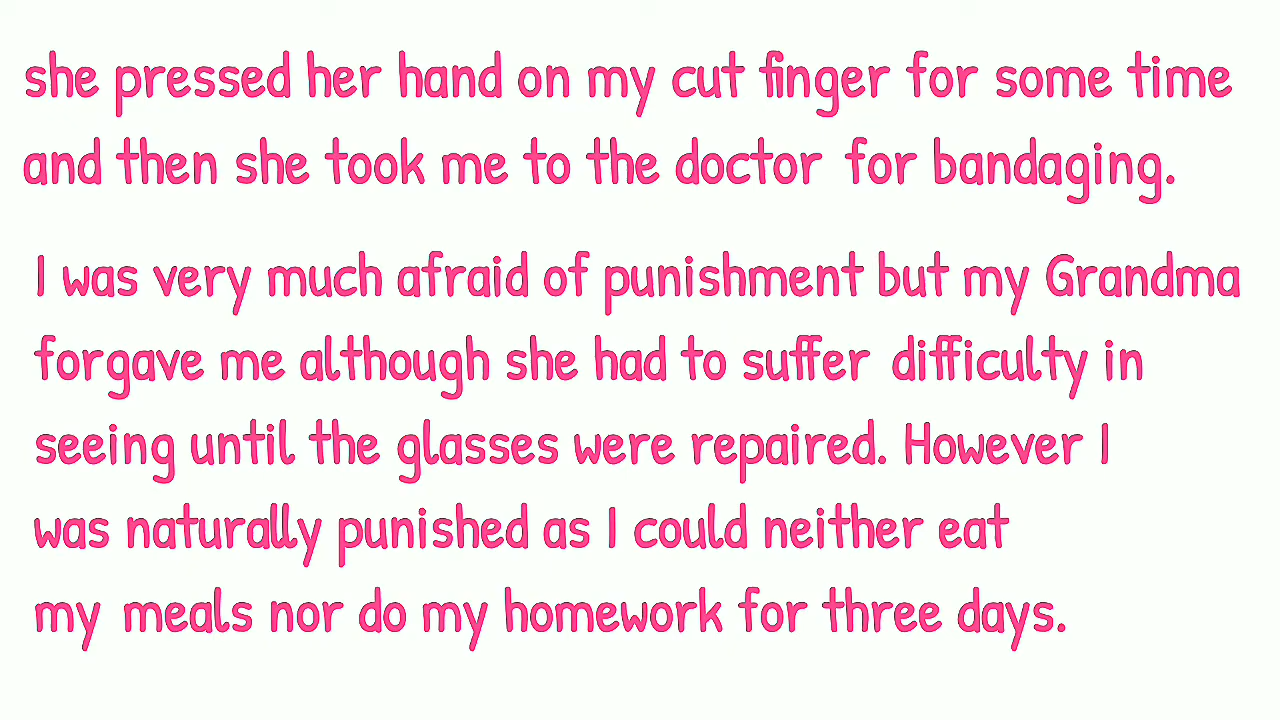 she pressed her hand on my cut finger for some time
and then she took me to the doctor for bandaging.
I was very much afraid of punishment but my Grandma
forgave me although she had to suffer difficulty in
seeing until the glasses were repaired. However I
was naturally punished as I could neither eat
my meals nor do my homework for three days.